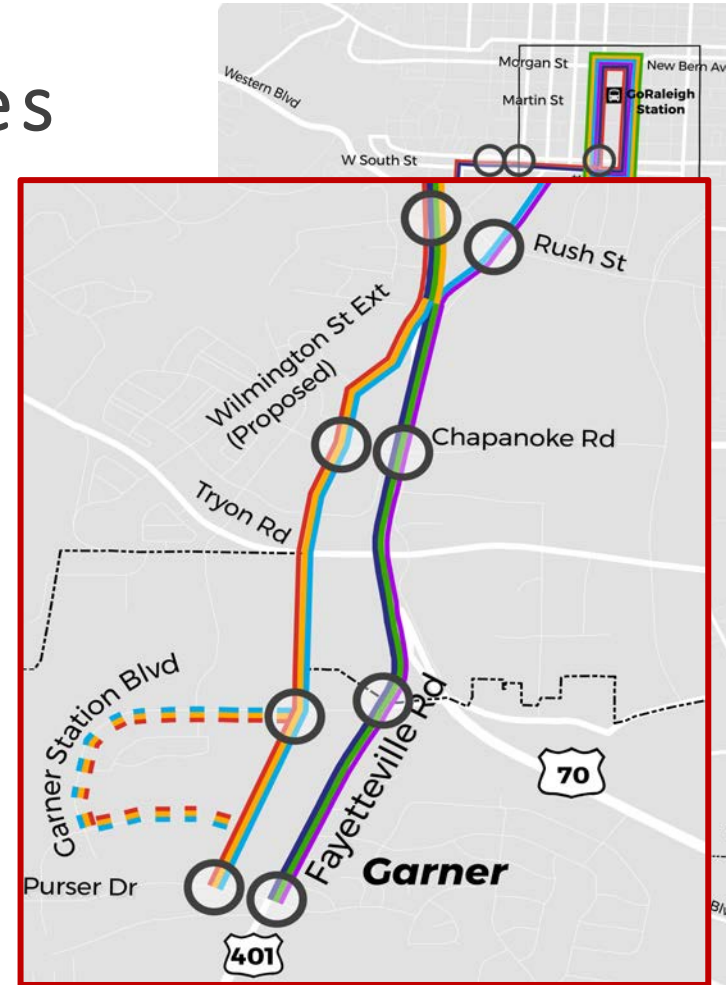 es
Western Blvd
Morgan St
New Bern Av
Martin St
GoRaleigh
Station
W South St
Rush St
Wilmington St Ext
(Proposed)
Chapanoke Rd
Tryon Rd
Garner Station Blvd
Fayetteville Rd
70
Purser Dr
Garner
401